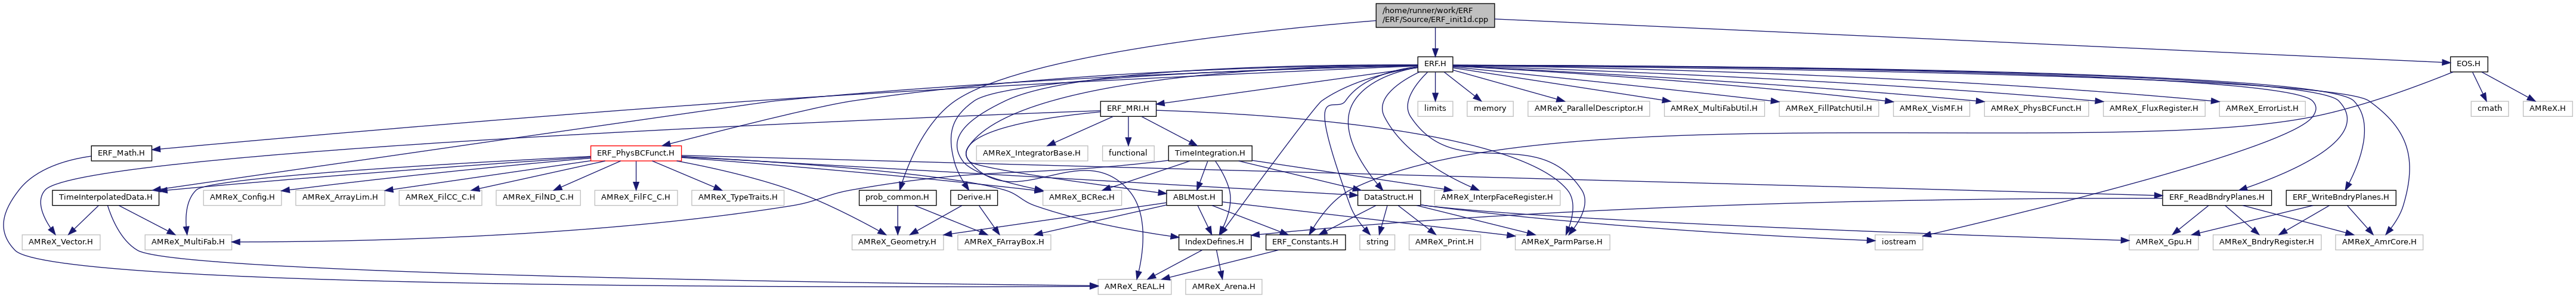 /home/runner/work/ERF
/ERF/Source/ERF_init1d.cpp
ERF.H
EOS.H
ERF_MRI.H
limits
memory
AMReX_ParallelDescriptor.H
AMReX_MultiFabUtil.H
AMReX_FillPatchUtil.H
AMReX_VisMF.H
AMReX_PhysBCFunct.H
AMReX_FluxRegister.H
AMReX_ErrorList.H
cmath
AMReX.H
ERF_Math.H
ERF_PhysBCFunct.H
AMReX_IntegratorBase.H
functional
TimeIntegration.H
TimeInterpolatedData.H
AMReX_Config.H
AMReX_ArrayLim.H
AMReX_FilCC_C.H
AMReX_FilND_C.H
AMReX_FilFC_C.H
AMReX_TypeTraits.H
prob_common.H
Derive.H
AMReX_BCRec.H
ABLMost.H
DataStruct.H
AMReX_InterpFaceRegister.H
ERF_ReadBndryPlanes.H
ERF_WriteBndryPlanes.H
AMReX_Vector.H
AMReX_MultiFab.H
AMReX_Geometry.H
AMReX_FArrayBox.H
IndexDefines.H
ERF_Constants.H
string
AMReX_Print.H
AMReX_ParmParse.H
iostream
AMReX_Gpu.H
AMReX_BndryRegister.H
AMReX_AmrCore.H
AMReX_REAL.H
AMReX_Arena.H